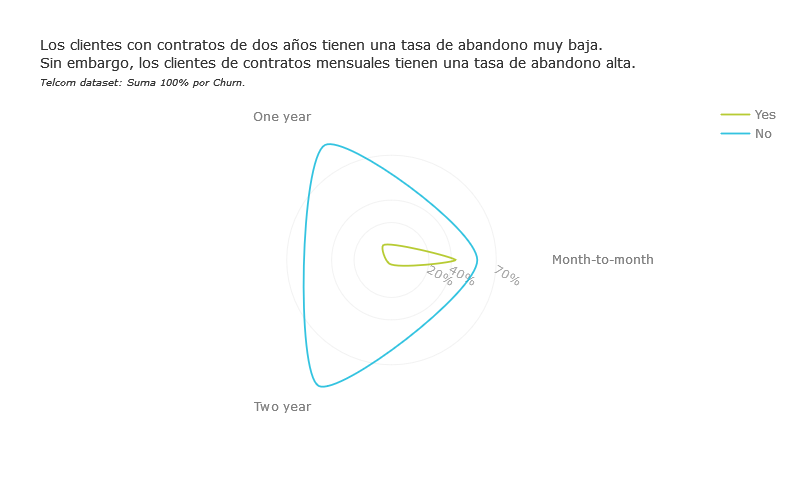 Los clientes con contratos de dos años tienen una tasa de abandono muy baja.
Sin embargo, los clientes de contratos mensuales tienen una tasa de abandono alta.
Telcom dataset: Suma 100% por Churn.
One year
Yes
No
Month-to-month
20%
40%
70%
Two year